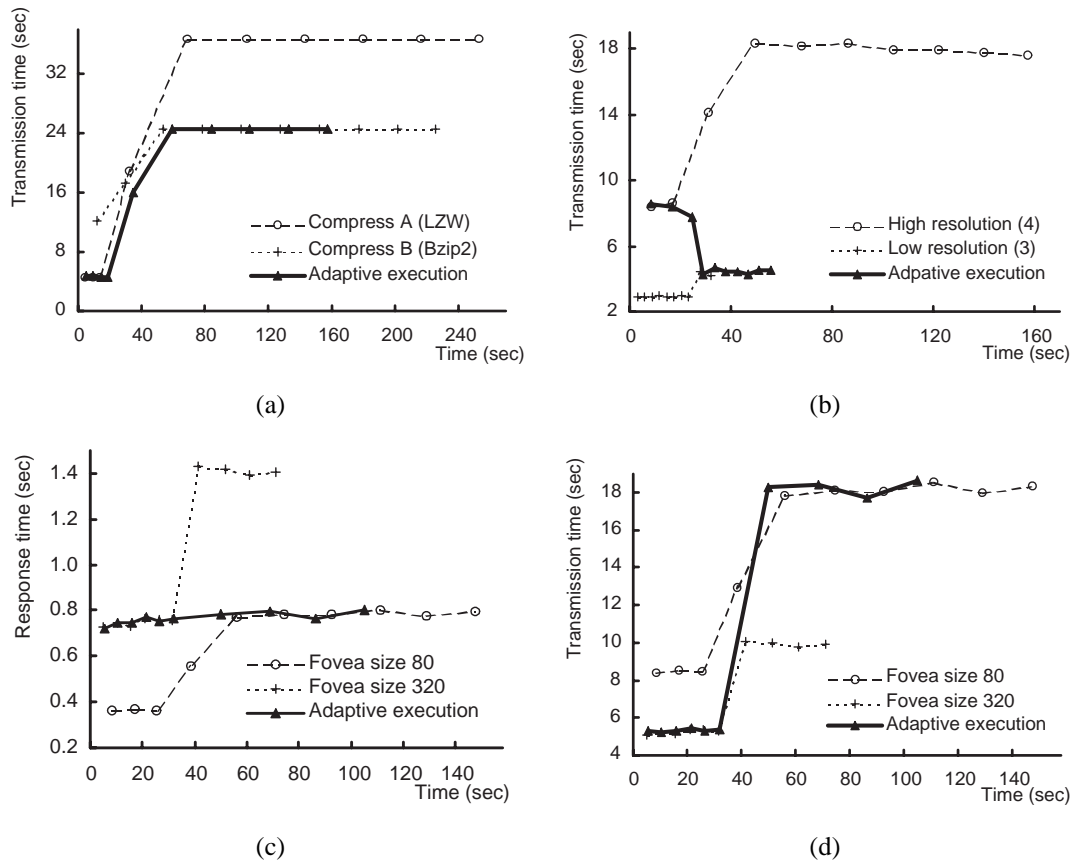 Transmission time (sec)
32
24
16
8
0
0
40
80
120
160
200
240
Time (sec)
Compress A (LZW)
Compress B (Bzip2)
Adaptive execution
(a)
Transmission time (sec)
18
14
10
6
2
0
40
80
120
160
Time (sec)
High resolution (4)
Low resolution (3)
Adpative execution
(b)
Response time (sec)
1.4
1.2
1.0
0.8
0.6
0.4
0.2
0
20
40
60
80
100
120
140
Time (sec)
Fovea size 80
Fovea size 320
Adaptive execution
(c)
Transmission time (sec)
18
16
14
12
10
8
6
4
0
20
40
60
80
100
120
140
Time (sec)
Fovea size 80
Fovea size 320
Adaptive execution
(d)